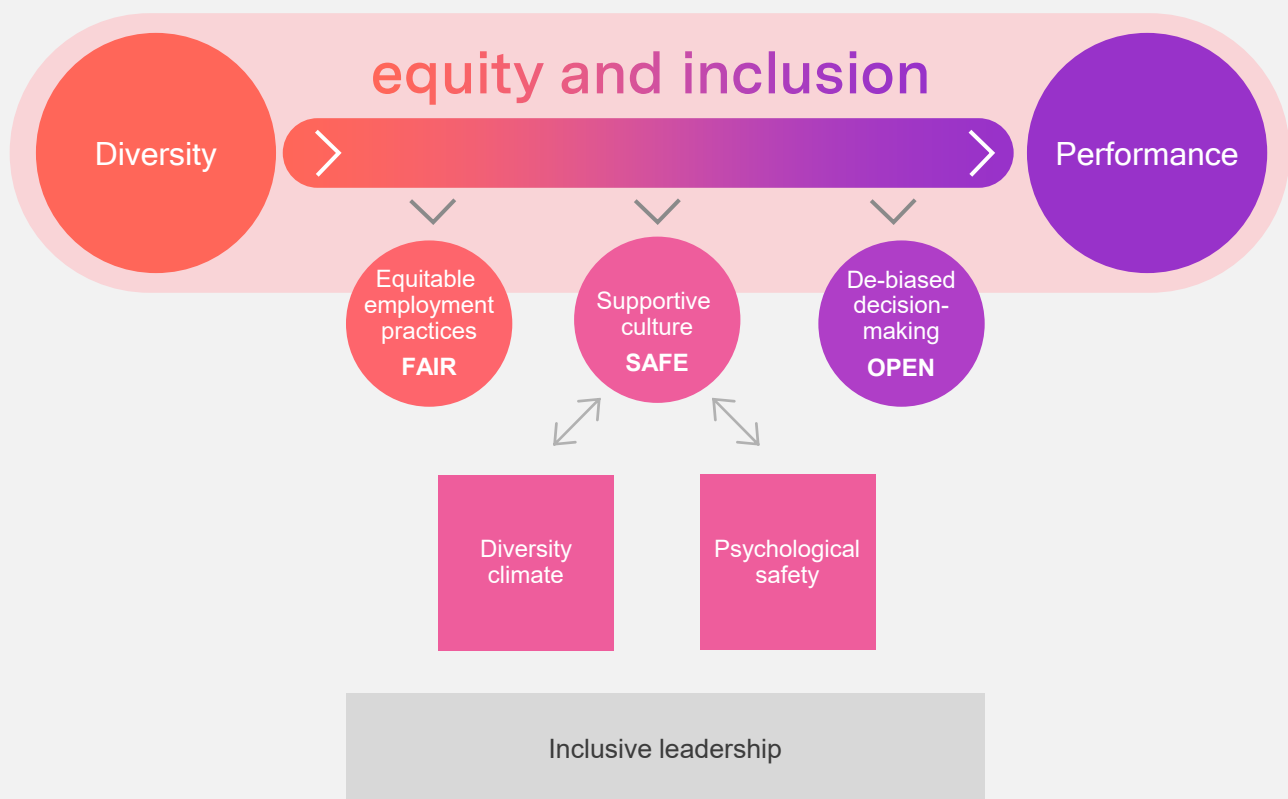 equity and inclusion
Diversity
Performance
Equitable
employment
practices
FAIR
Supportive
culture
SAFE
De-biased
decision-
making
OPEN
Diversity
climate
Psychological
safety
Inclusive leadership